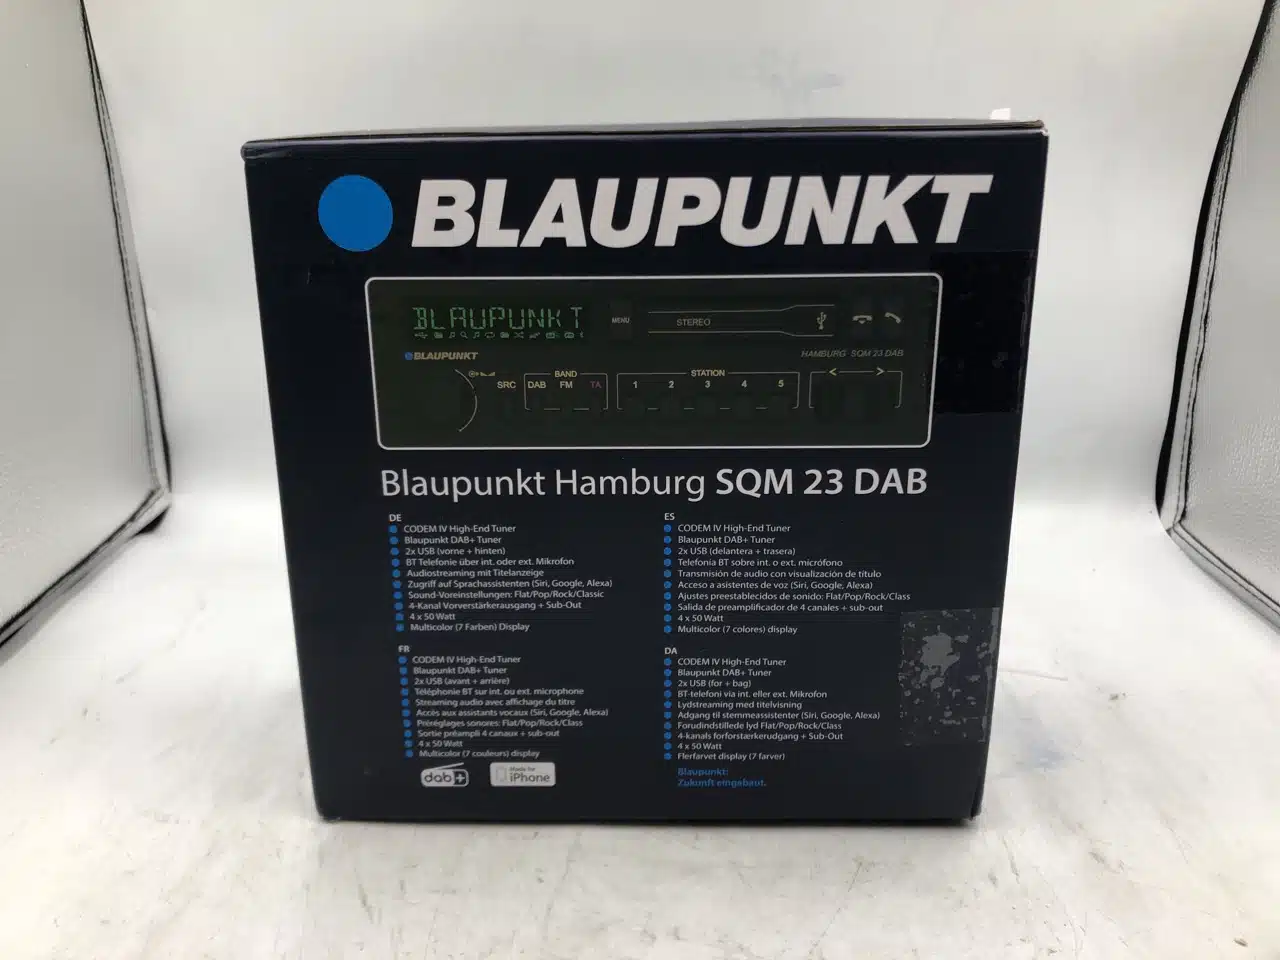 BLAUPUNKT
BLAUPUNKT
MENU
STEREO
BLAUPUNKT
HAMBURG SQM 23 DAB
SRC
BAND
DAB FM TA
STATION
1 2 3 4 5
< >
Blaupunkt Hamburg SQM 23 DAB
DE
CODEM IV High-End Tuner
Blaupunkt DAB+ Tuner
2x USB (vorne + hinten)
BT Telefonie über int. oder ext. Mikrofon
Audiostreaming mit Titelanzeige
Zugriff auf Sprachassistenten (Siri, Google, Alexa)
Sound-Voreinstellungen: Flat/Pop/Rock/Classic
4-Kanal Vorverstärkerausgang + Sub-Out
4 x 50 Watt
Multicolor (7 Farben) Display
FR
CODEM IV High-End Tuner
Blaupunkt DAB+ Tuner
2x USB (avant + arrière)
Téléphonie BT sur int. ou ext. microphone
Streaming audio avec affichage du titre
Accès aux assistants vocaux (Siri, Google, Alexa)
Préréglages sonores: Flat/Pop/Rock/Class
Sortie préampli 4 canaux + sub-out
4 x 50 Watt
Multicolor (7 couleurs) display
dab+
Made for
iPhone
ES
CODEM IV High-End Tuner
Blaupunkt DAB+ Tuner
2x USB (delantera + trasera)
Telefonía BT sobre int. o ext. micrófono
Transmisión de audio con visualización de título
Acceso a asistentes de voz (Siri, Google, Alexa)
Ajustes preestablecidos de sonido: Flat/Pop/Rock/Class
Salida de preamplificador de 4 canales + sub-out
4 x 50 Watt
Multicolor (7 colores) display
DA
CODEM IV High-End Tuner
Blaupunkt DAB+ Tuner
2x USB (for + bag)
BT-telefoni via int. eller ext. Mikrofon
Lydstreaming med titelvisning
Adgang til stemmeassistenter (Siri, Google, Alexa)
Forudindstillede lyd Flat/Pop/Rock/Class
4-kanals forforstærkerudgang + Sub-Out
4 x 50 Watt
Flerfarvet display (7 farver)
Blaupunkt:
Zukunft eingebaut.